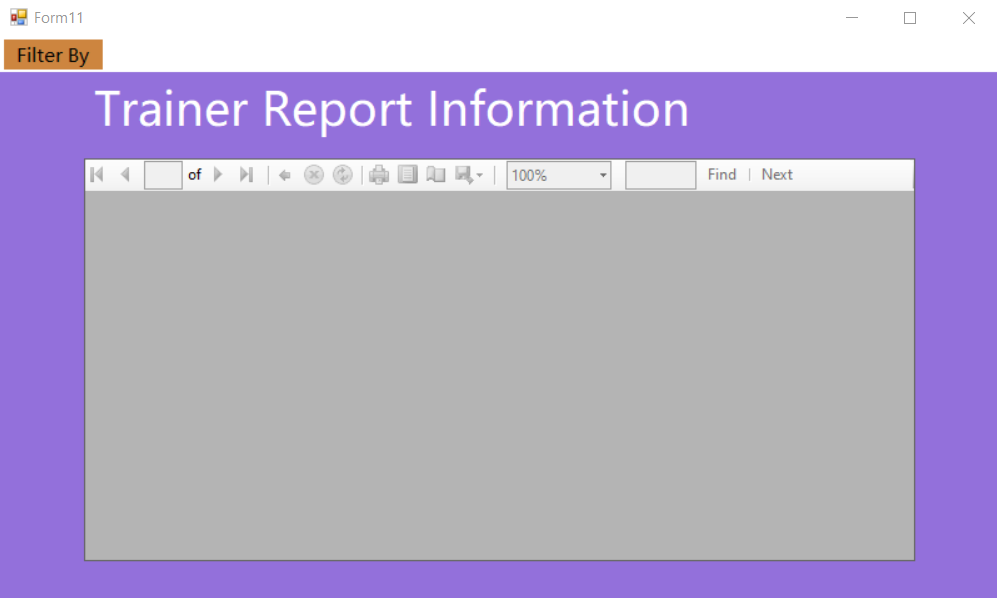 Form11
Filter By
Trainer Report Information
of 100% Find | Next